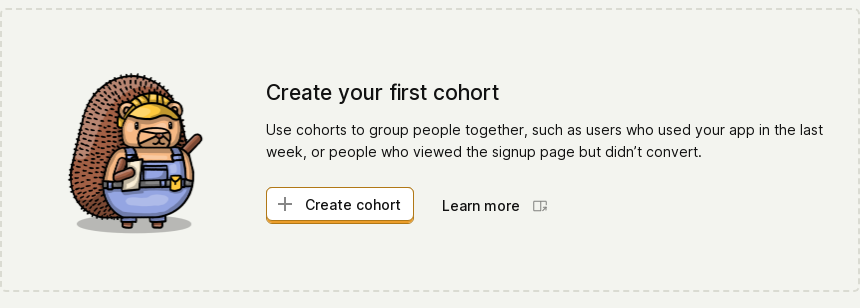 Create your first cohort
Use cohorts to group people together, such as users who used your app in the last
week, or people who viewed the signup page but didn’t convert.
Create cohort
Learn more